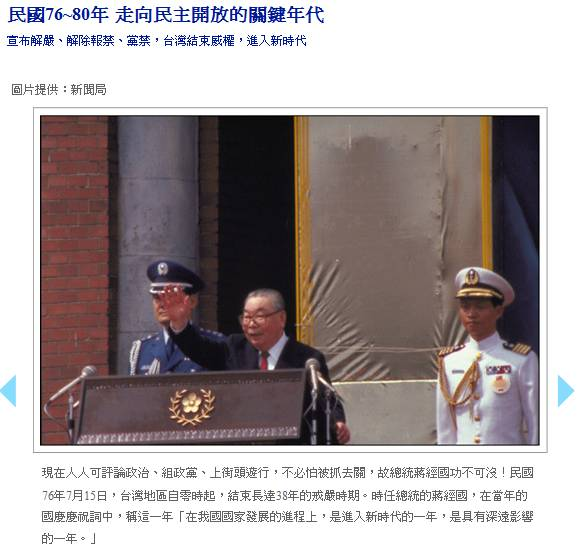 民國76~80年 走向民主開放的關鍵年代
宣布解嚴、解除報禁、黨禁，台灣結束威權，進入新時代
圖片提供：新聞局
現在人人可評論政治、組政黨、上街頭遊行，不必怕被抓去關，故總統蔣經國功不可沒！民國
76年7月15日，台灣地區自零時起，結束長達38年的戒嚴時期。時任總統的蔣經國，在當年的
國慶慶祝詞中，稱這一年「在我國國家發展的進程上，是進入新時代的一年，是具有深遠影響
的一年。」